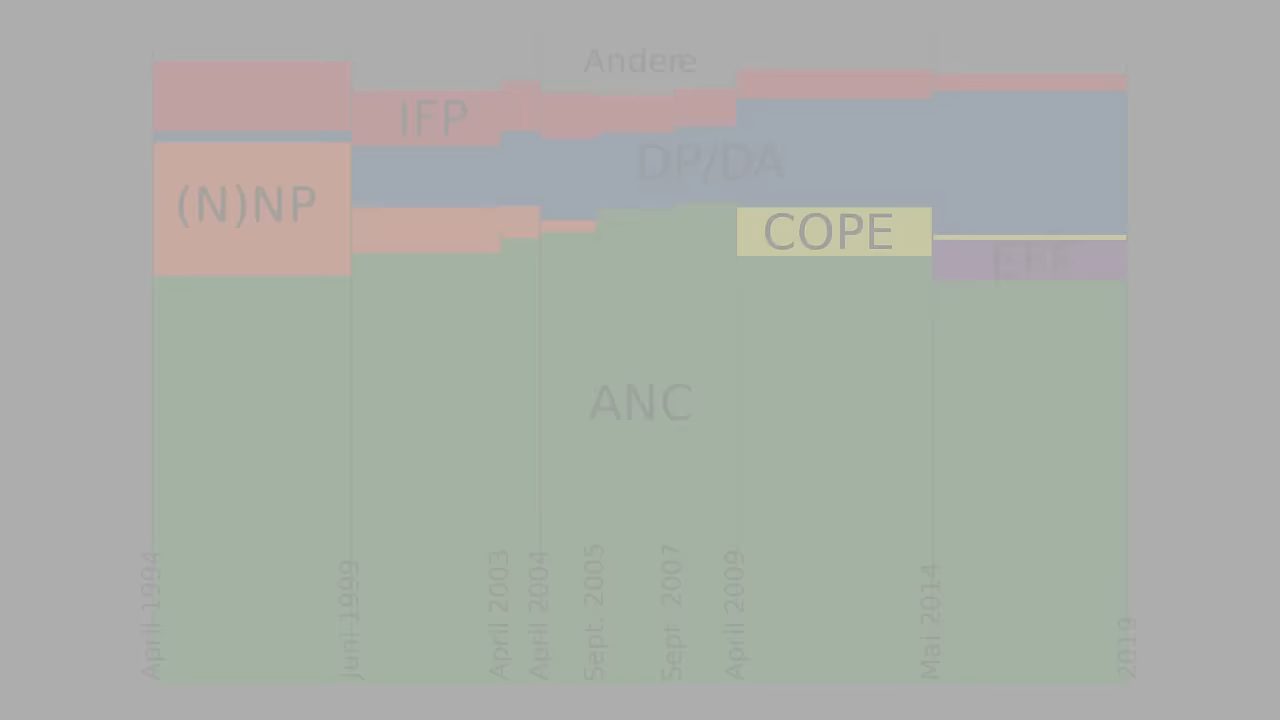 Andere
IFP
DP/DA
(N)NP
COPE
EFF
ANC
April 1994
Juni 1999
April 2003
April 2004
Sept. 2005
Sept. 2007
April 2009
Mai 2014
2019